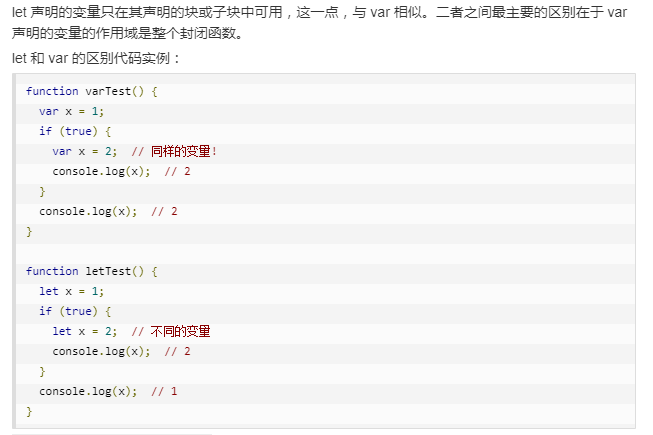 let 声明的变量只在其声明的块或子块中可用，这一点，与 var 相似。二者之间最主要的区别在于 var
声明的变量的作用域是整个封闭函数。
let 和 var 的区别代码实例：
function varTest() {
  var x = 1;
  if (true) {
    var x = 2;  // 同样的变量!
    console.log(x);  // 2
  }
  console.log(x);  // 2
}

function letTest() {
  let x = 1;
  if (true) {
    let x = 2;  // 不同的变量
    console.log(x);  // 2
  }
  console.log(x);  // 1
}